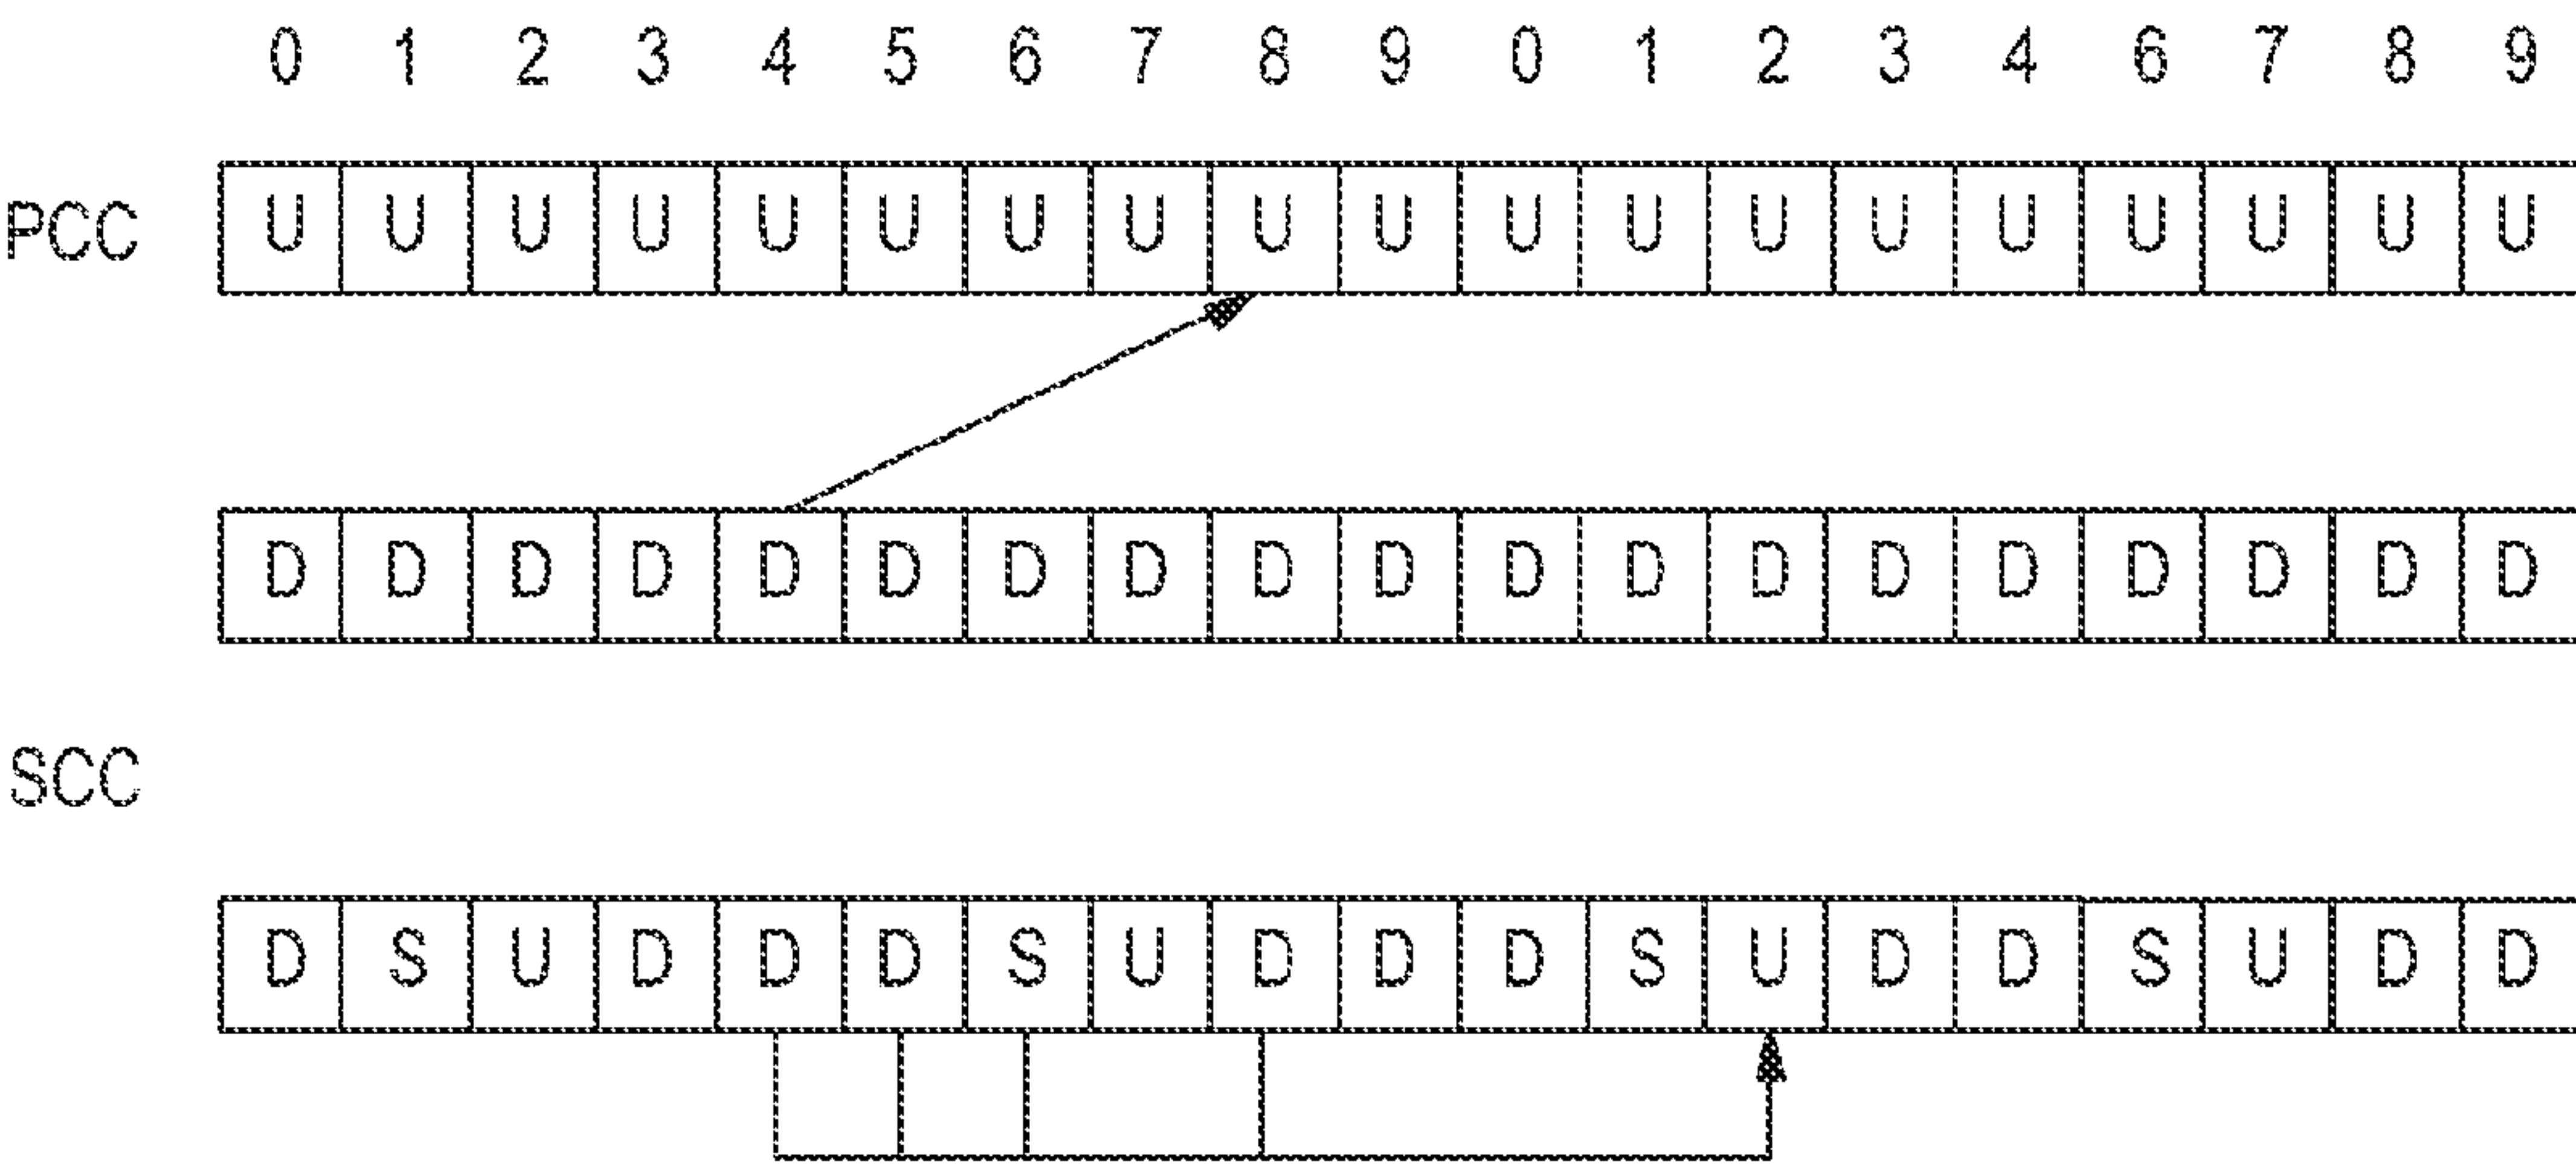 0 1 2 3 4 5 6 7 8 9 0 1 2 3 4 6 7 8 9
PCC U U U U U U U U U U U U U U U U U U U
D D D D D D D D D D D D D D D D D D D
SCC
D S U D D D S U D D D S U D D S U D D